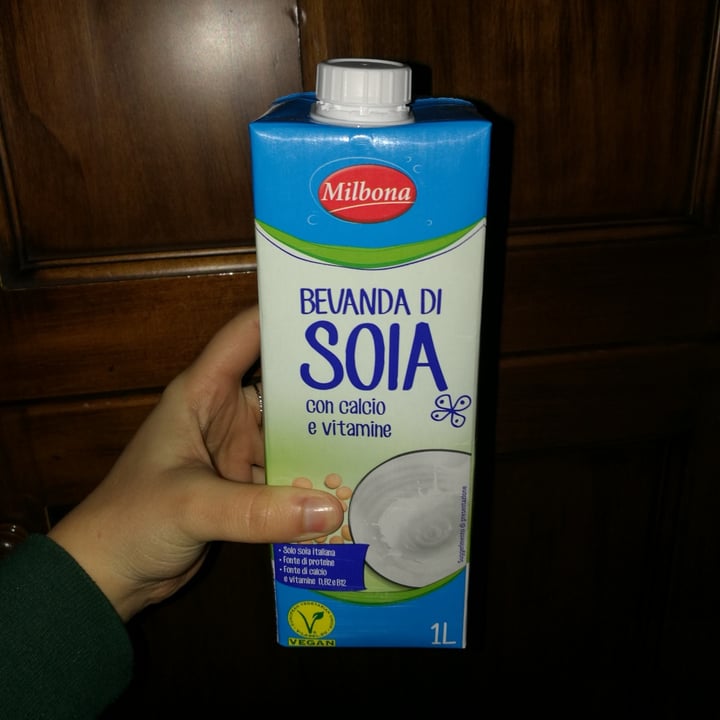 Milbona
BEVANDA DI
SOIA
con calcio
e vitamine
Suggerimento di presentazione
• Solo soia italiana
• Fonte di proteine
• Fonte di calcio
e vitamine D, B2 e B12
VEGAN
1L